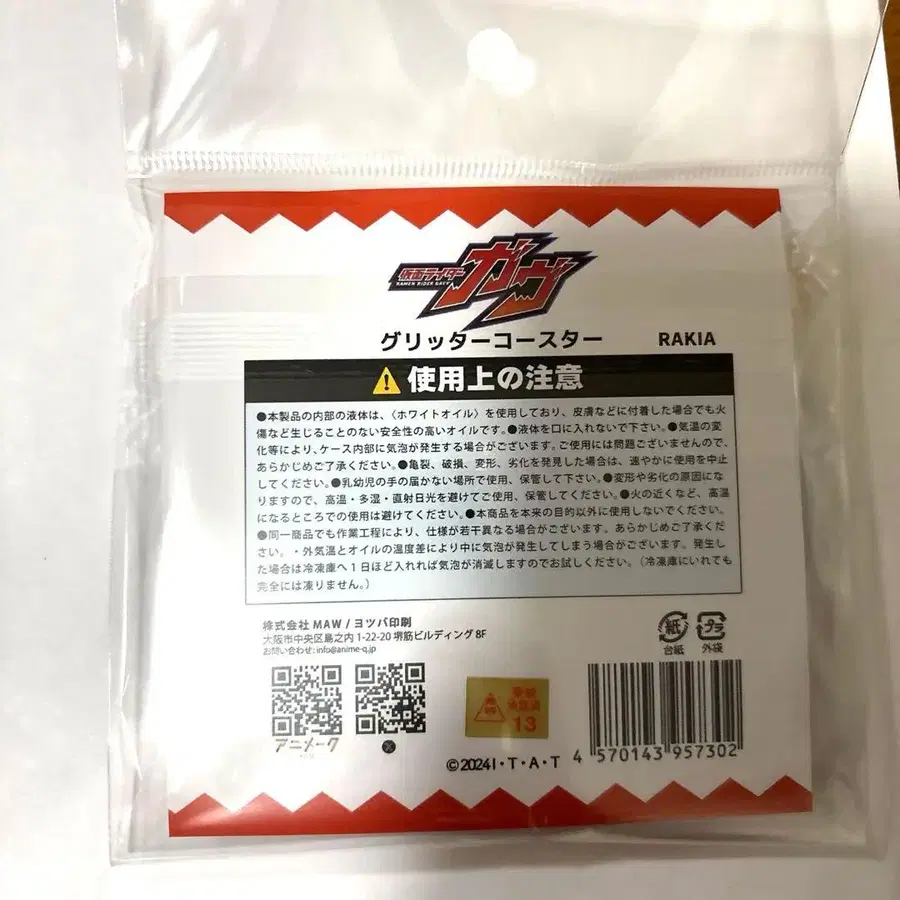 仮面ライダー
KAMEN RIDER GAVV
ガヴ
グリッターコースター RAKIA
使用上の注意
●本製品の内部の液体は、〈ホワイトオイル〉を使用しており、皮膚などに付着した場合でも火
傷など生じることのない安全性の高いオイルです。●液体を口に入れないで下さい。●気温の変
化等により、ケース内部に気泡が発生する場合がございます。ご使用には問題ございませんので、
あらかじめご了承ください。●亀裂、破損、変形、劣化を発見した場合は、速やかに使用を中止
してください。●乳幼児の手の届かない場所で使用、保管して下さい。●変形や劣化の原因にな
りますので、高温・多湿・直射日光を避けてご使用、保管してください。●火の近くなど、高温
になるところでの使用は避けてください。●本商品を本来の目的以外に使用しないでください。
●同一商品でも作業工程により、仕様が若干異なる場合がございます。あらかじめご了承くださ
い。・外気温とオイルの温度差により中に気泡が発生してしまう場合がございます。発生し
た場合は冷凍庫へ1日ほど入れれば気泡が消滅しますのでお試しください。（冷凍庫にいれても
完全には凍りません。）
株式会社 MAW / ヨツバ印刷
大阪市中央区島之内 1-22-20 堺筋ビルディング 8F
お問い合わせ: info@anime-q.jp
紙 プラ
台紙 外袋
アニメーク
X
13
©2024 I・T・A・T
4 570143 957302